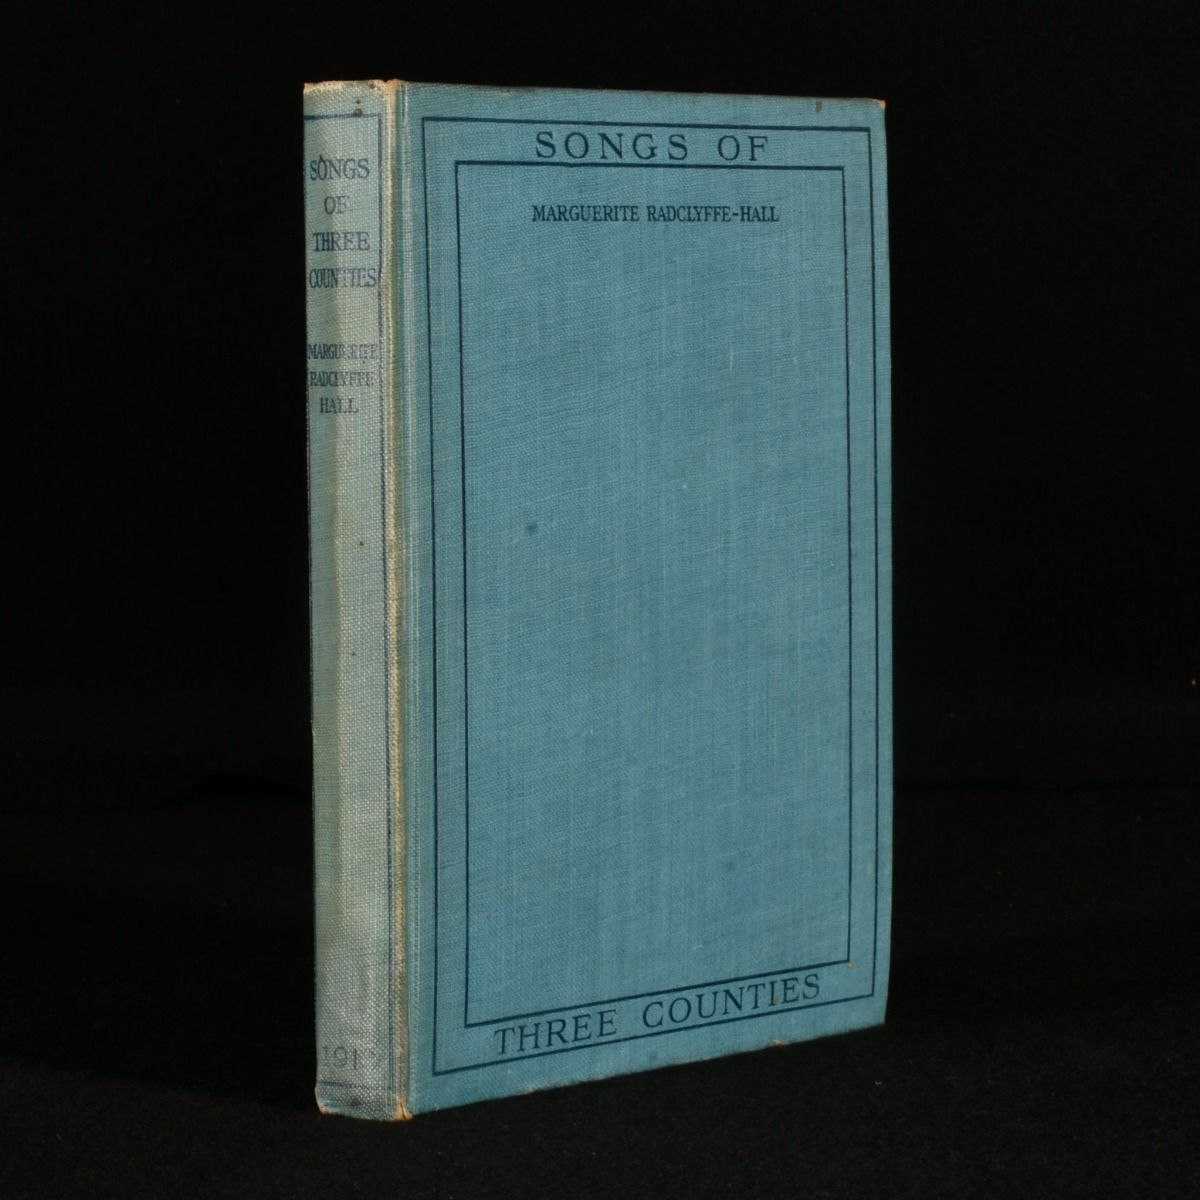 SONGS
OF
THREE
COUNTIES
MARGUERITE
RADCLYFFE
HALL
SONGS OF
MARGUERITE RADCLYFFE-HALL
THREE COUNTIES